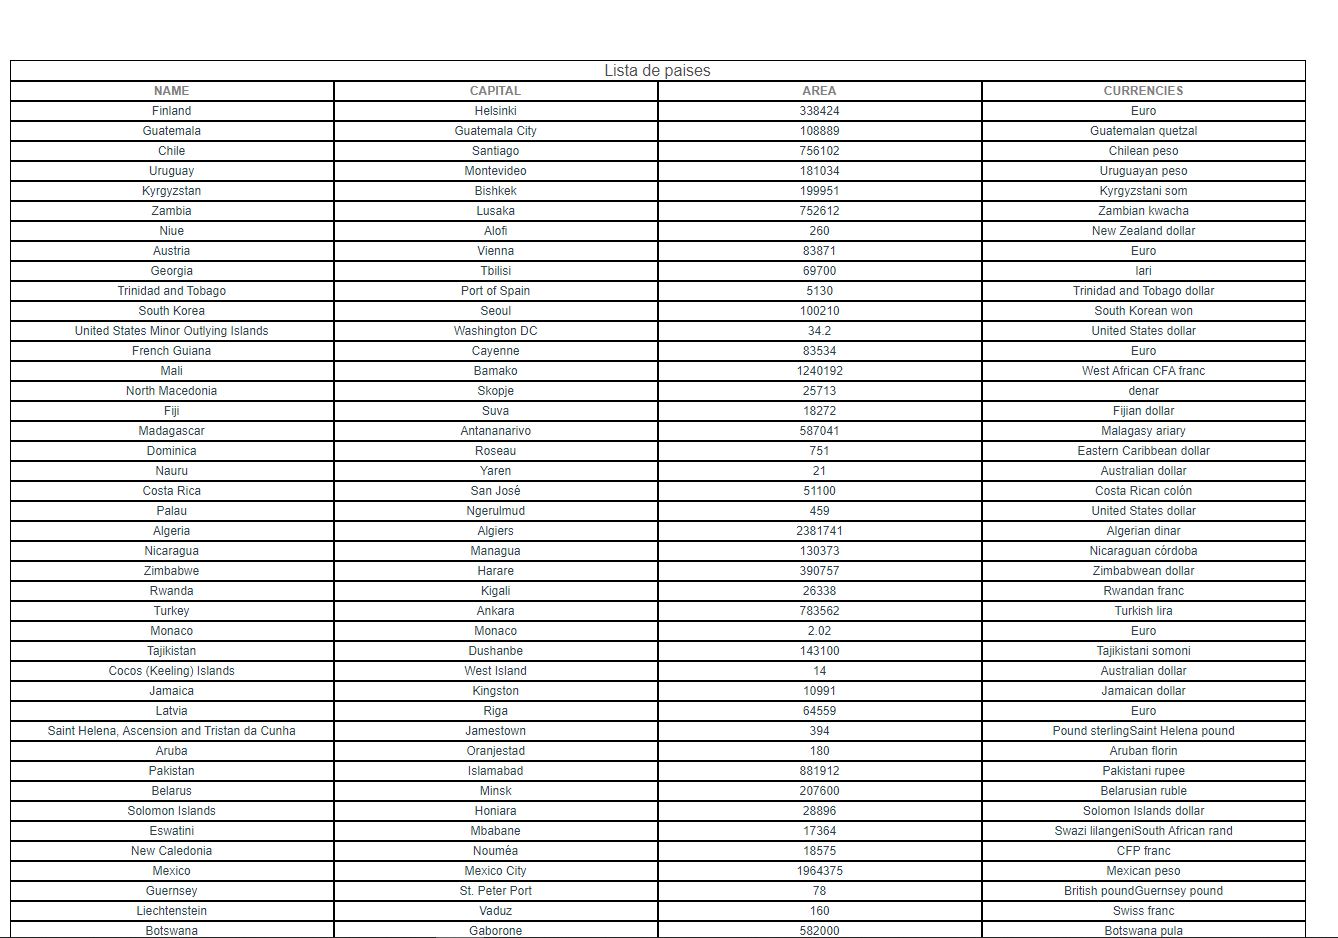 Lista de paises
NAME CAPITAL AREA CURRENCIES
Finland Helsinki 338424 Euro
Guatemala Guatemala City 108889 Guatemalan quetzal
Chile Santiago 756102 Chilean peso
Uruguay Montevideo 181034 Uruguayan peso
Kyrgyzstan Bishkek 199951 Kyrgyzstani som
Zambia Lusaka 752612 Zambian kwacha
Niue Alofi 260 New Zealand dollar
Austria Vienna 83871 Euro
Georgia Tbilisi 69700 lari
Trinidad and Tobago Port of Spain 5130 Trinidad and Tobago dollar
South Korea Seoul 100210 South Korean won
United States Minor Outlying Islands Washington DC 34.2 United States dollar
French Guiana Cayenne 83534 Euro
Mali Bamako 1240192 West African CFA franc
North Macedonia Skopje 25713 denar
Fiji Suva 18272 Fijian dollar
Madagascar Antananarivo 587041 Malagasy ariary
Dominica Roseau 751 Eastern Caribbean dollar
Nauru Yaren 21 Australian dollar
Costa Rica San José 51100 Costa Rican colón
Palau Ngerulmud 459 United States dollar
Algeria Algiers 2381741 Algerian dinar
Nicaragua Managua 130373 Nicaraguan córdoba
Zimbabwe Harare 390757 Zimbabwean dollar
Rwanda Kigali 26338 Rwandan franc
Turkey Ankara 783562 Turkish lira
Monaco Monaco 2.02 Euro
Tajikistan Dushanbe 143100 Tajikistani somoni
Cocos (Keeling) Islands West Island 14 Australian dollar
Jamaica Kingston 10991 Jamaican dollar
Latvia Riga 64559 Euro
Saint Helena, Ascension and Tristan da Cunha Jamestown 394 Pound sterlingSaint Helena pound
Aruba Oranjestad 180 Aruban florin
Pakistan Islamabad 881912 Pakistani rupee
Belarus Minsk 207600 Belarusian ruble
Solomon Islands Honiara 28896 Solomon Islands dollar
Eswatini Mbabane 17364 Swazi lilangeniSouth African rand
New Caledonia Nouméa 18575 CFP franc
Mexico Mexico City 1964375 Mexican peso
Guernsey St. Peter Port 78 British poundGuernsey pound
Liechtenstein Vaduz 160 Swiss franc
Botswana Gaborone 582000 Botswana pula